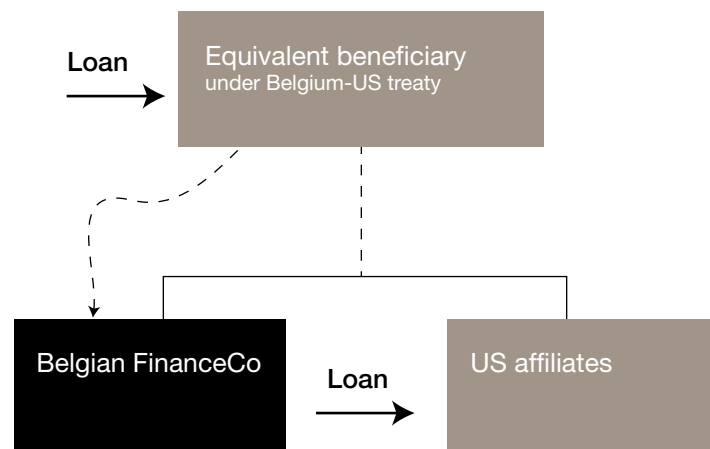 Loan
Equivalent beneficiary
under Belgium-US treaty
Belgian FinanceCo
Loan
US affiliates